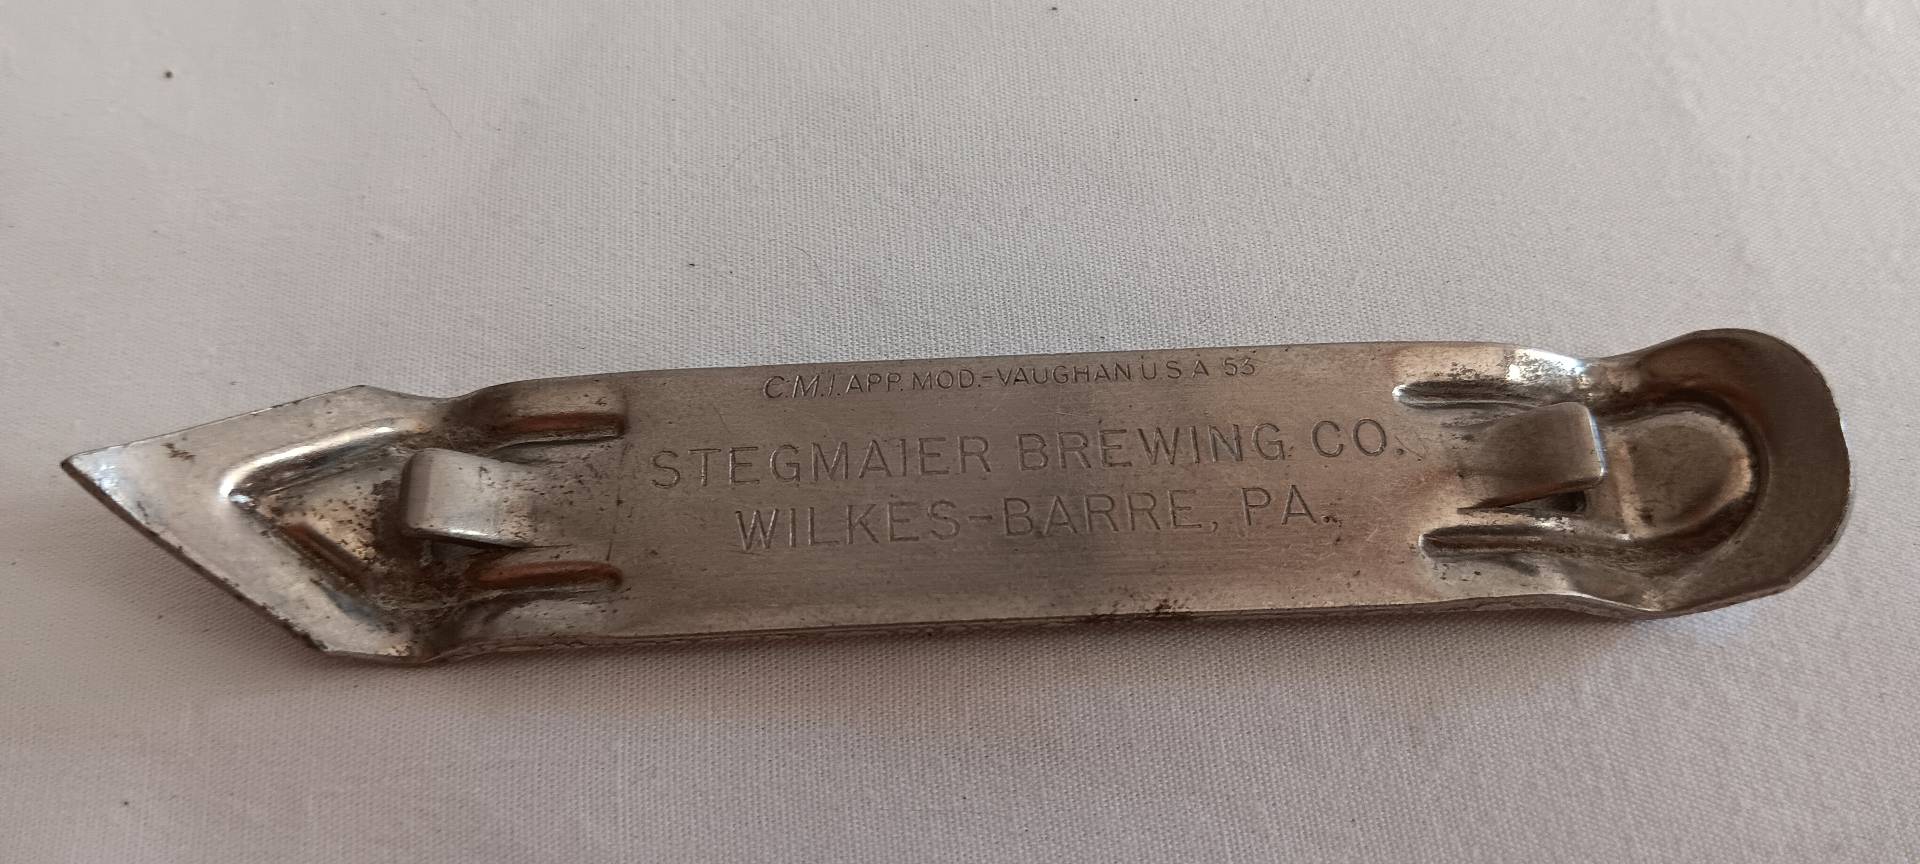 C.M.I. APP. MOD.-VAUGHAN U S A 53
STEGMAIER BREWING CO.
WILKES-BARRE, PA.